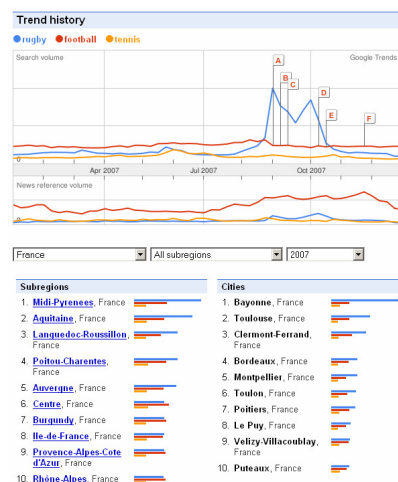 Trend history
rugby football tennis
Search volume
Google Trends
A
B
C
D
E
F
0
Apr 2007 Jul 2007 Oct 2007
News reference volume
0
France All subregions 2007
Subregions
1. Midi-Pyrenees, France
2. Aquitaine, France
3. Languedoc-Roussillon,
France
4. Poitou-Charentes,
France
5. Auvergne, France
6. Centre, France
7. Burgundy, France
8. Ile-de-France, France
9. Provence-Alpes-Cote
d'Azur, France
10. Rhône-Alpes, France
Cities
1. Bayonne, France
2. Toulouse, France
3. Clermont-Ferrand,
France
4. Bordeaux, France
5. Montpellier, France
6. Toulon, France
7. Poitiers, France
8. Le Puy, France
9. Velizy-Villacoublay,
France
10. Puteaux, France